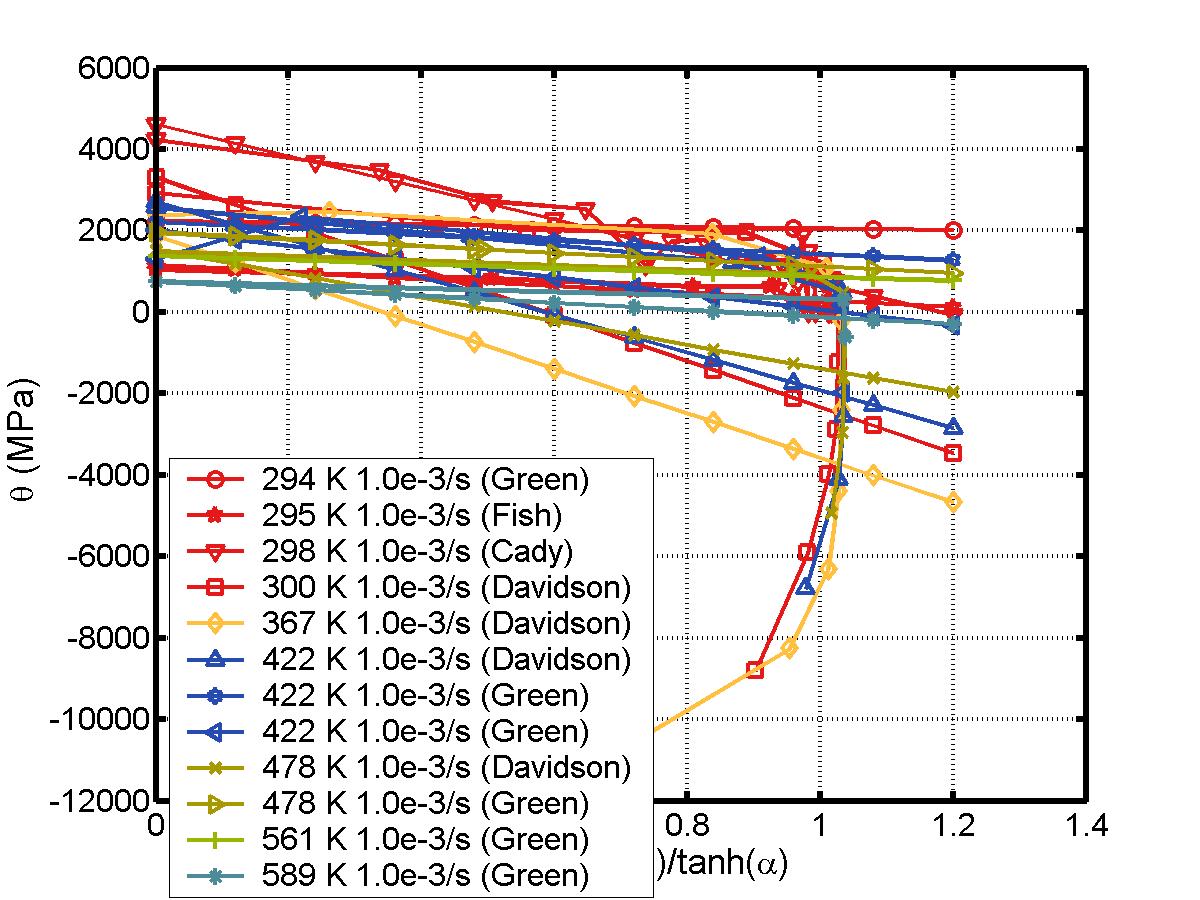 6000
4000
2000
0
-2000
-4000
-6000
-8000
-10000
-12000
θ (MPa)
294 K 1.0e-3/s (Green)
295 K 1.0e-3/s (Fish)
298 K 1.0e-3/s (Cady)
300 K 1.0e-3/s (Davidson)
367 K 1.0e-3/s (Davidson)
422 K 1.0e-3/s (Davidson)
422 K 1.0e-3/s (Green)
422 K 1.0e-3/s (Green)
478 K 1.0e-3/s (Davidson)
478 K 1.0e-3/s (Green)
561 K 1.0e-3/s (Green)
589 K 1.0e-3/s (Green)
0 0.8 1 1.2 1.4
)/tanh(α)